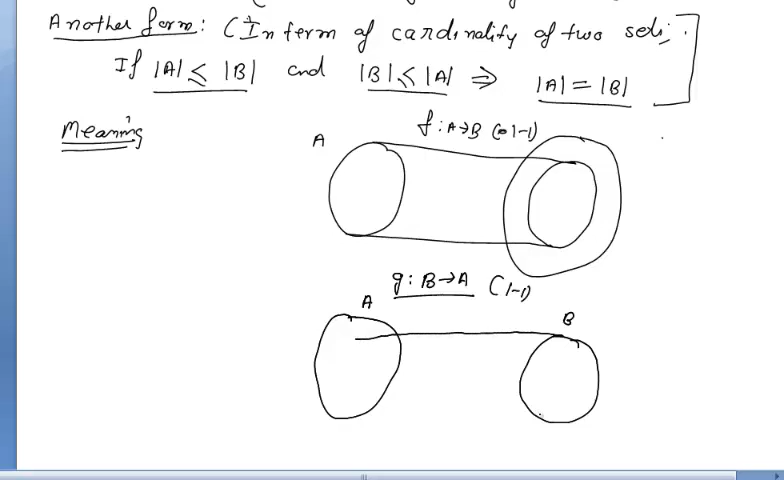 Another form: (In term of cardinality of two sets:
If |A| ≤ |B| and |B| ≤ |A| ⇒ |A| = |B|
Meaning
f: A→B (1-1)
A
g: B→A (1-1)
A
B